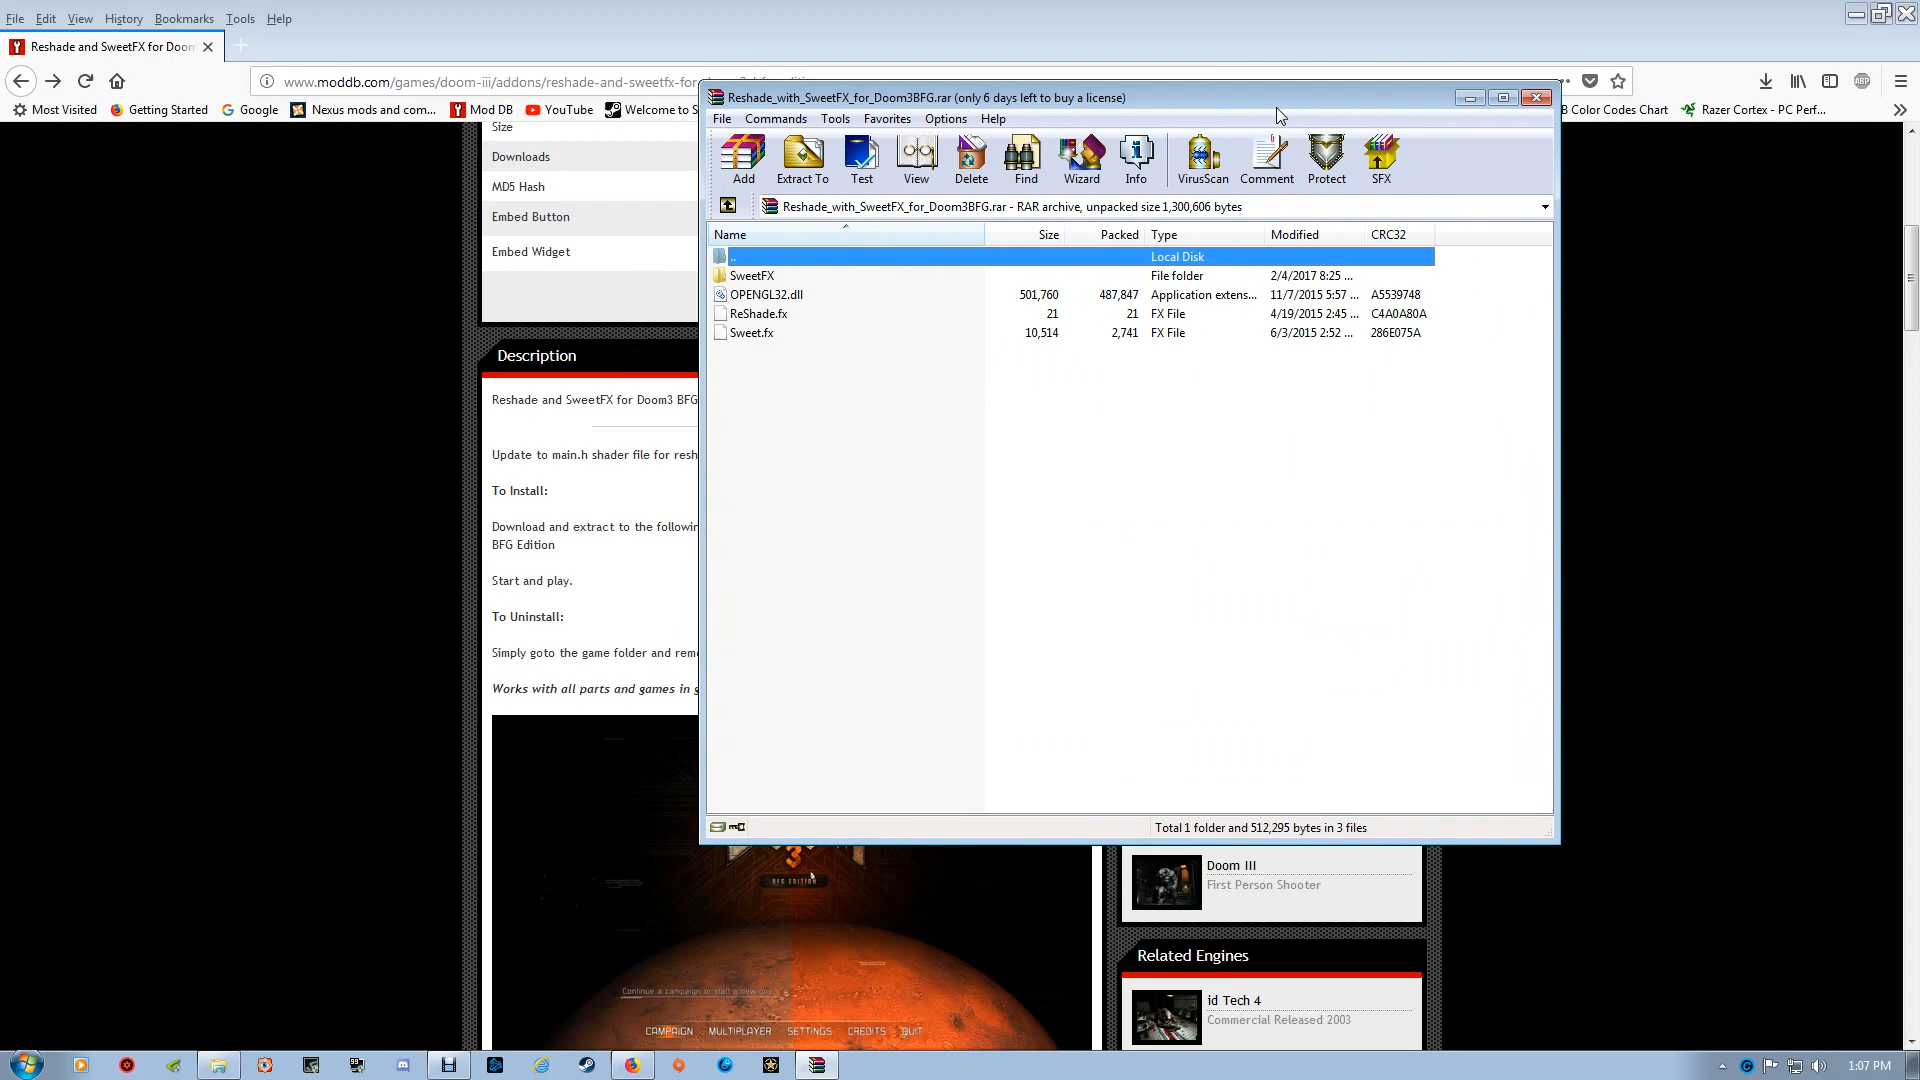 File Edit View History Bookmarks Tools Help
Reshade and SweetFX for Doom
www.moddb.com/games/doom-iii/addons/reshade-and-sweetfx-for-
Most Visited Getting Started Google Nexus mods and com... Mod DB YouTube Welcome to S
B Color Codes Chart Razer Cortex - PC Perf...
Size
Downloads
MD5 Hash
Embed Button
Embed Widget
Description
Reshade and SweetFX for Doom3 BFG
Update to main.h shader file for resh
To Install:
Download and extract to the followin
BFG Edition
Start and play.
To Uninstall:
Simply goto the game folder and rem
Works with all parts and games in g
Reshade_with_SweetFX_for_Doom3BFG.rar (only 6 days left to buy a license)
File Commands Tools Favorites Options Help
Add Extract To Test View Delete Find Wizard Info VirusScan Comment Protect SFX
Reshade_with_SweetFX_for_Doom3BFG.rar - RAR archive, unpacked size 1,300,606 bytes
Name Size Packed Type Modified CRC32
.. Local Disk
SweetFX File folder 2/4/2017 8:25 ...
OPENGL32.dll 501,760 487,847 Application extens... 11/7/2015 5:57 ... A5539748
ReShade.fx 21 21 FX File 4/19/2015 2:45 ... C4A0A80A
Sweet.fx 10,514 2,741 FX File 6/3/2015 2:52 ... 286E075A
Total 1 folder and 512,295 bytes in 3 files
3
BFG EDITION
Continue a campaign or start a new one.
CAMPAIGN MULTIPLAYER SETTINGS CREDITS QUIT
Doom III
First Person Shooter
Related Engines
id Tech 4
Commercial Released 2003
1:07 PM